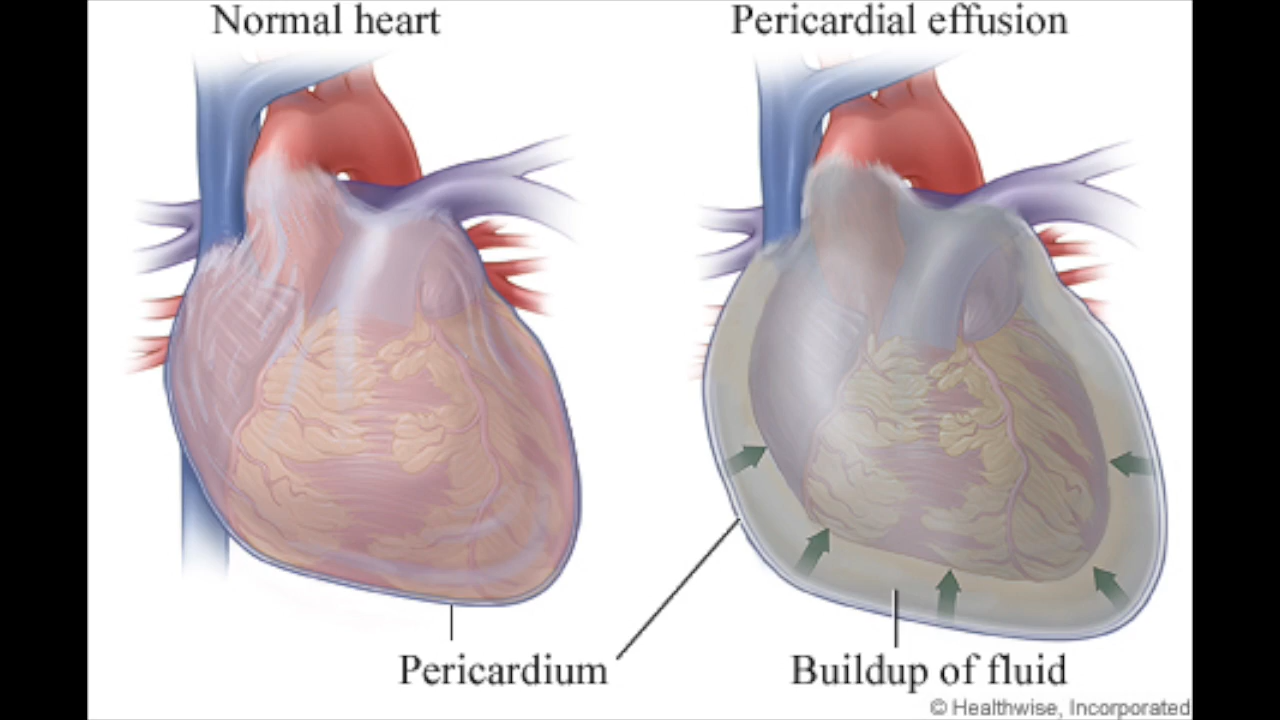 Normal heart
Pericardial effusion
Pericardium
Buildup of fluid
© Healthwise, Incorporated